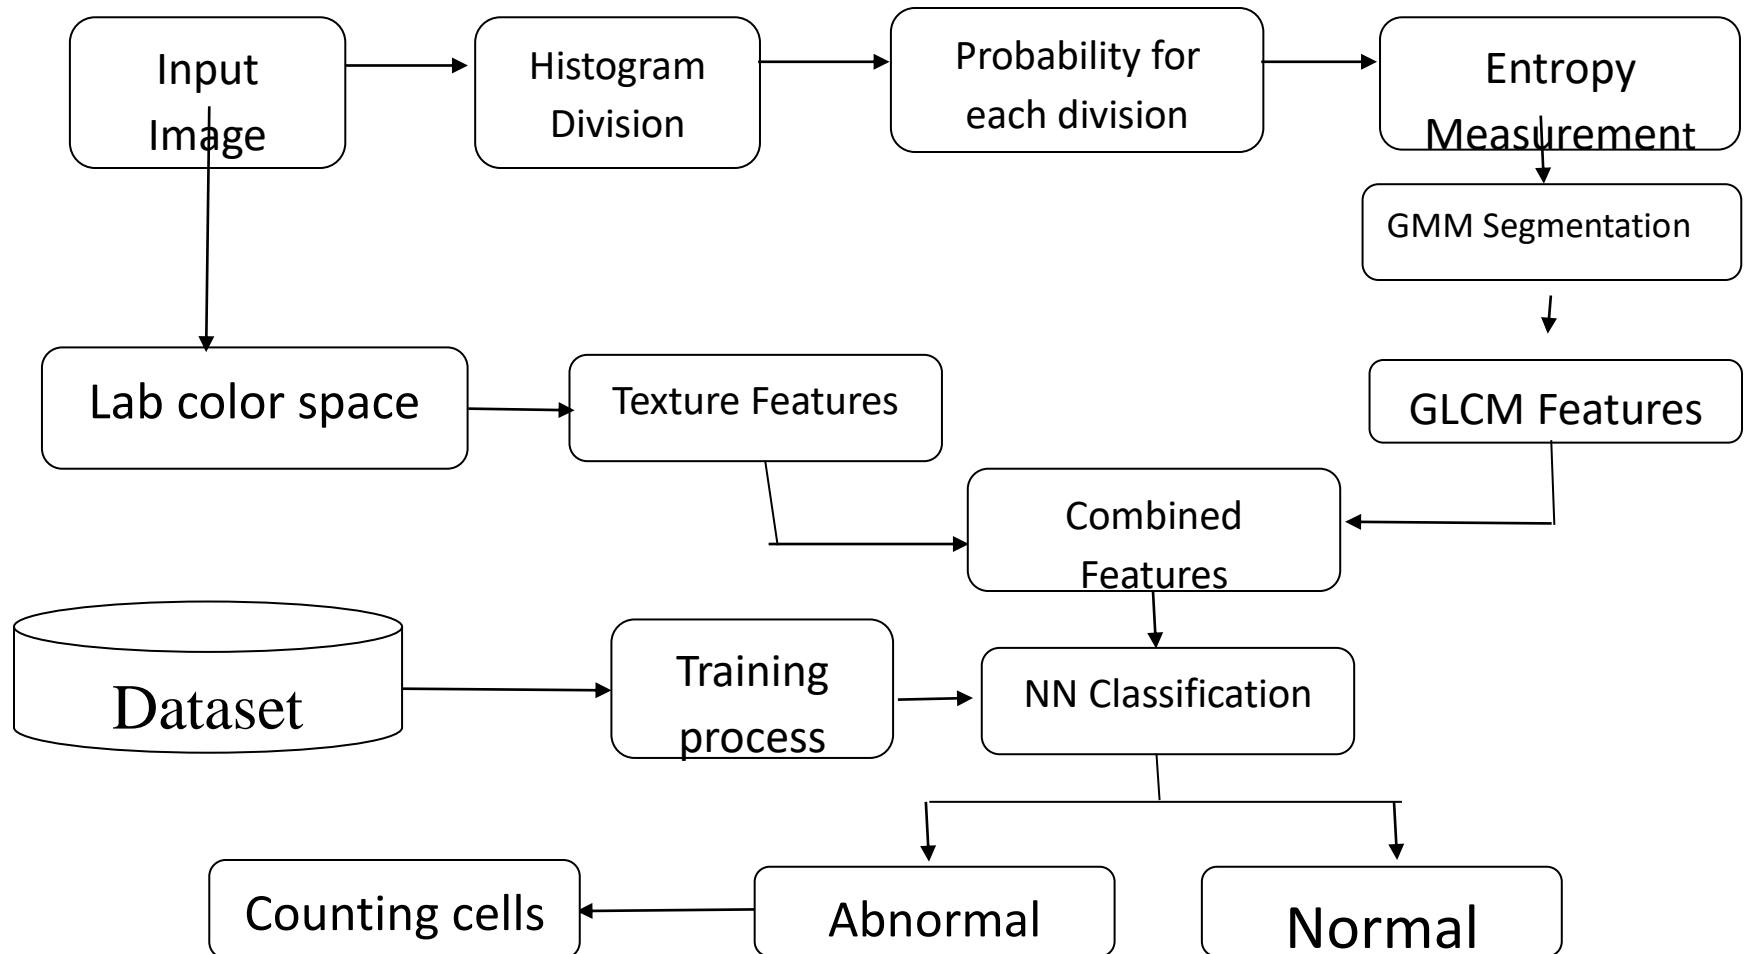 Input
Image
Histogram
Division
Probability for
each division
Entropy
Measurement
GMM Segmentation
Lab color space
Texture Features
GLCM Features
Combined
Features
Dataset
Training
process
NN Classification
Counting cells
Abnormal
Normal